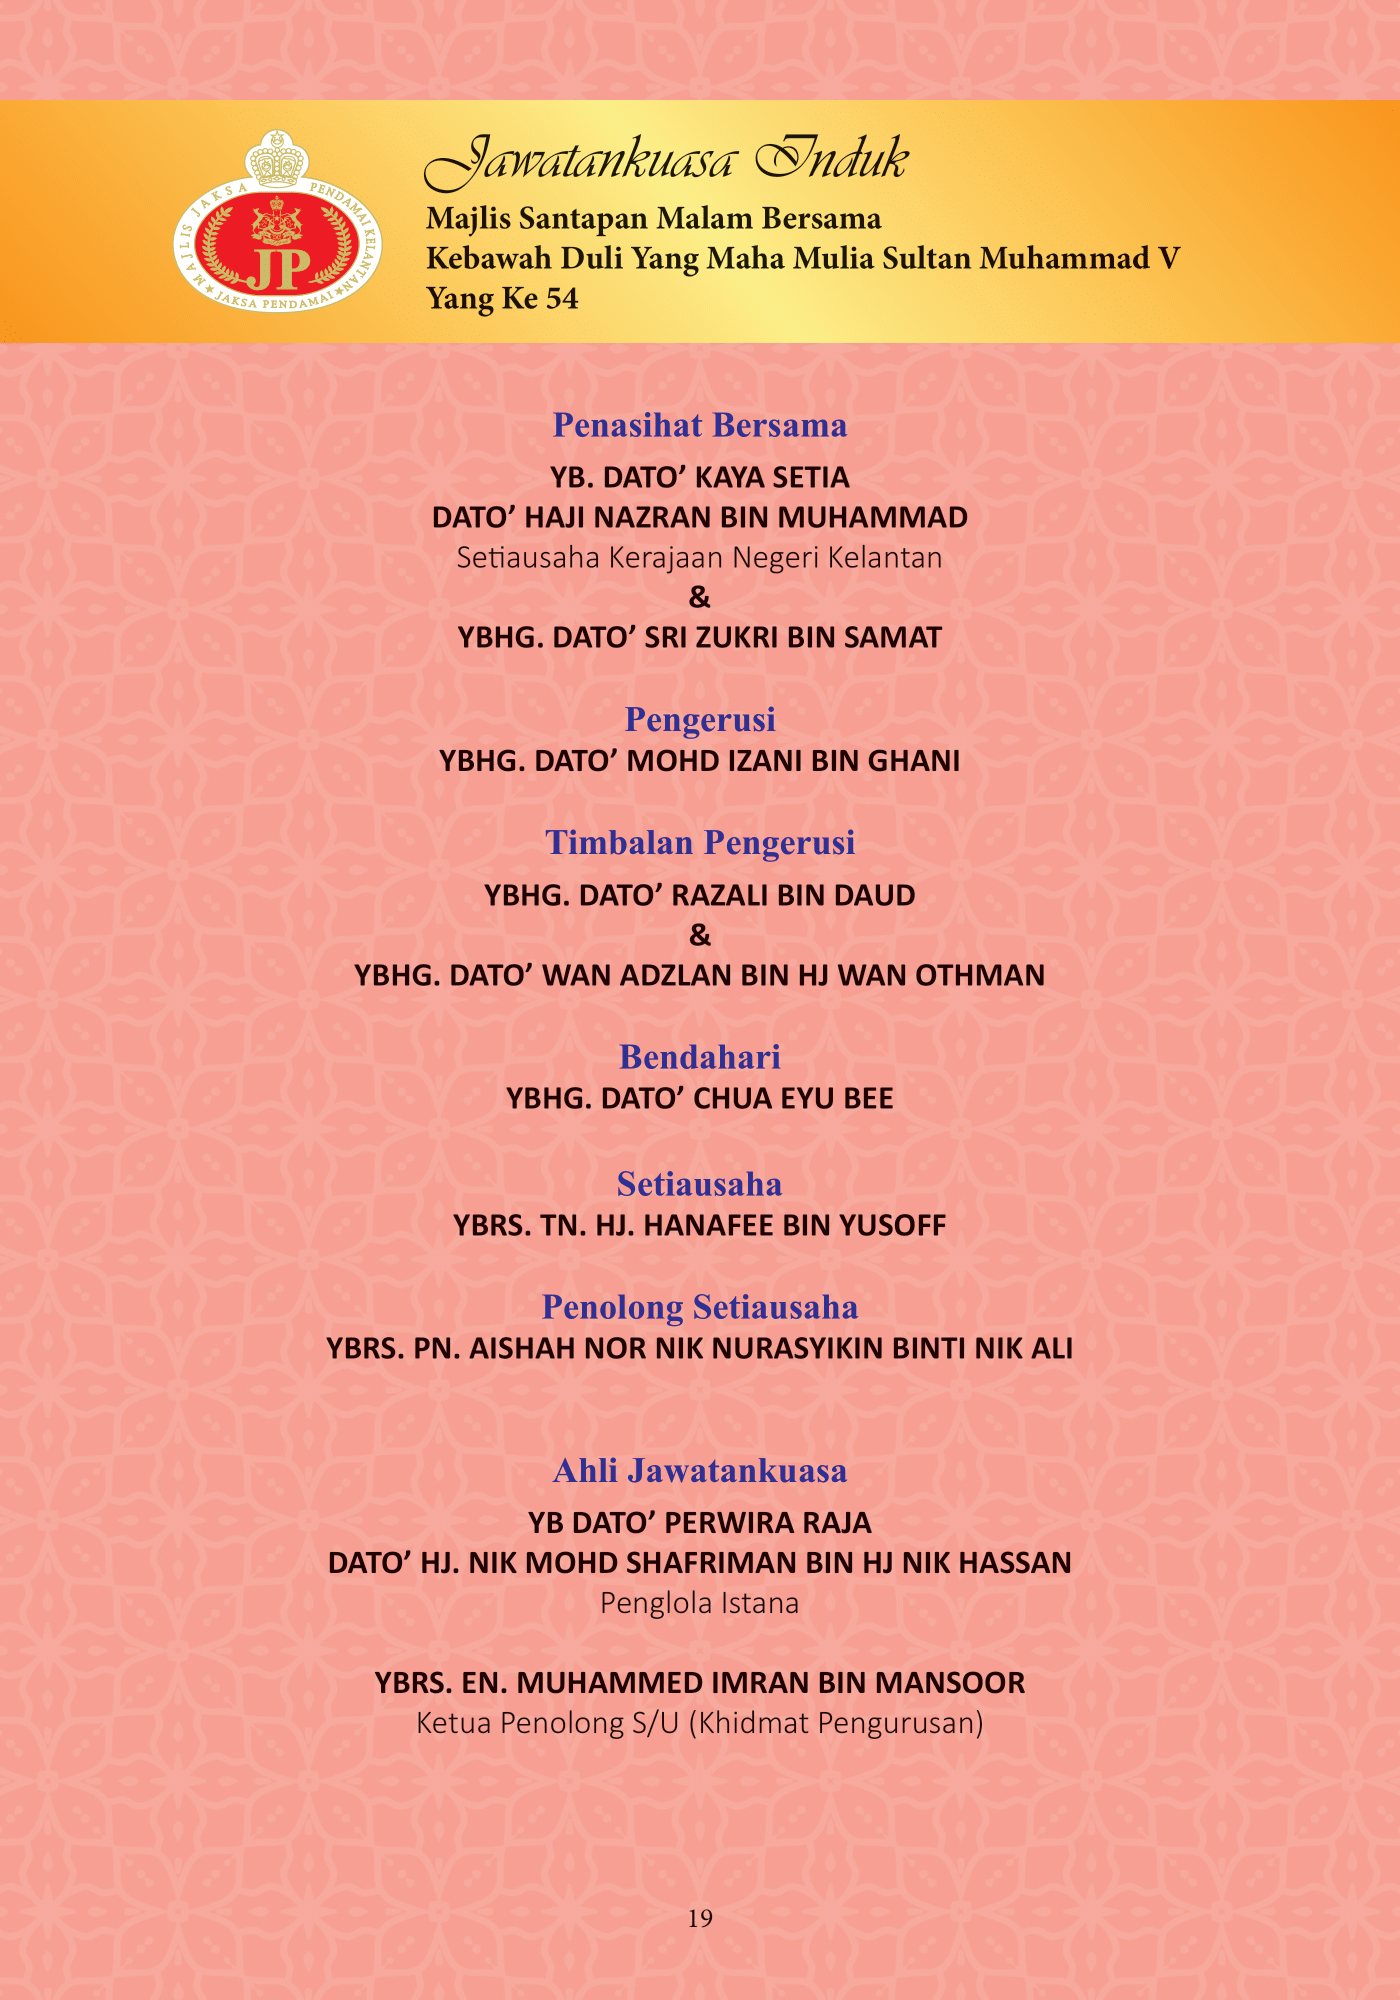 MAJLIS JAKSA PENDAMAI KELANTAN
JP
★ JAKSA PENDAMAI ★
Jawatankuasa Induk
Majlis Santapan Malam Bersama
Kebawah Duli Yang Maha Mulia Sultan Muhammad V
Yang Ke 54
Penasihat Bersama
YB. DATO’ KAYA SETIA
DATO’ HAJI NAZRAN BIN MUHAMMAD
Setiausaha Kerajaan Negeri Kelantan
&
YBHG. DATO’ SRI ZUKRI BIN SAMAT
Pengerusi
YBHG. DATO’ MOHD IZANI BIN GHANI
Timbalan Pengerusi
YBHG. DATO’ RAZALI BIN DAUD
&
YBHG. DATO’ WAN ADZLAN BIN HJ WAN OTHMAN
Bendahari
YBHG. DATO’ CHUA EYU BEE
Setiausaha
YBRS. TN. HJ. HANAFEE BIN YUSOFF
Penolong Setiausaha
YBRS. PN. AISHAH NOR NIK NURASYIKIN BINTI NIK ALI
Ahli Jawatankuasa
YB DATO’ PERWIRA RAJA
DATO’ HJ. NIK MOHD SHAFRIMAN BIN HJ NIK HASSAN
Penglola Istana
YBRS. EN. MUHAMMED IMRAN BIN MANSOOR
Ketua Penolong S/U (Khidmat Pengurusan)
19